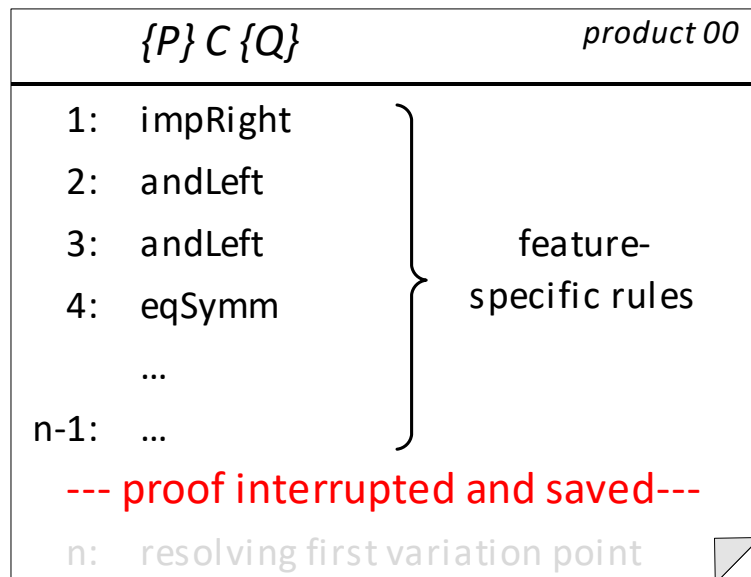 {P} C {Q} product 00
1: impRight
2: andLeft
3: andLeft
4: eqSymm
...
n-1: ...
feature-
specific rules
--- proof interrupted and saved---
n: resolving first variation point